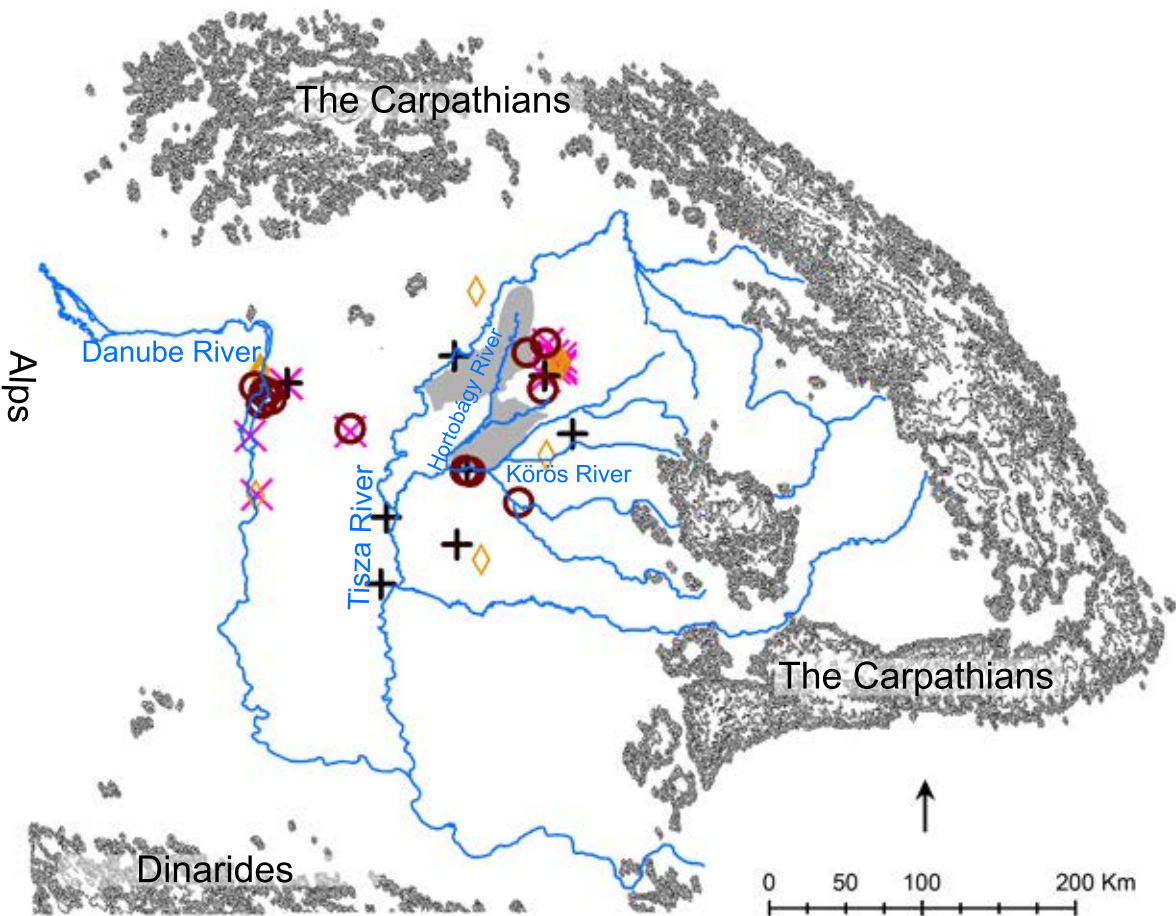 The Carpathians
Danube River
Alps
Hortobágy River
Körös River
Tisza River
The Carpathians
Dinarides
0 50 100 200 Km